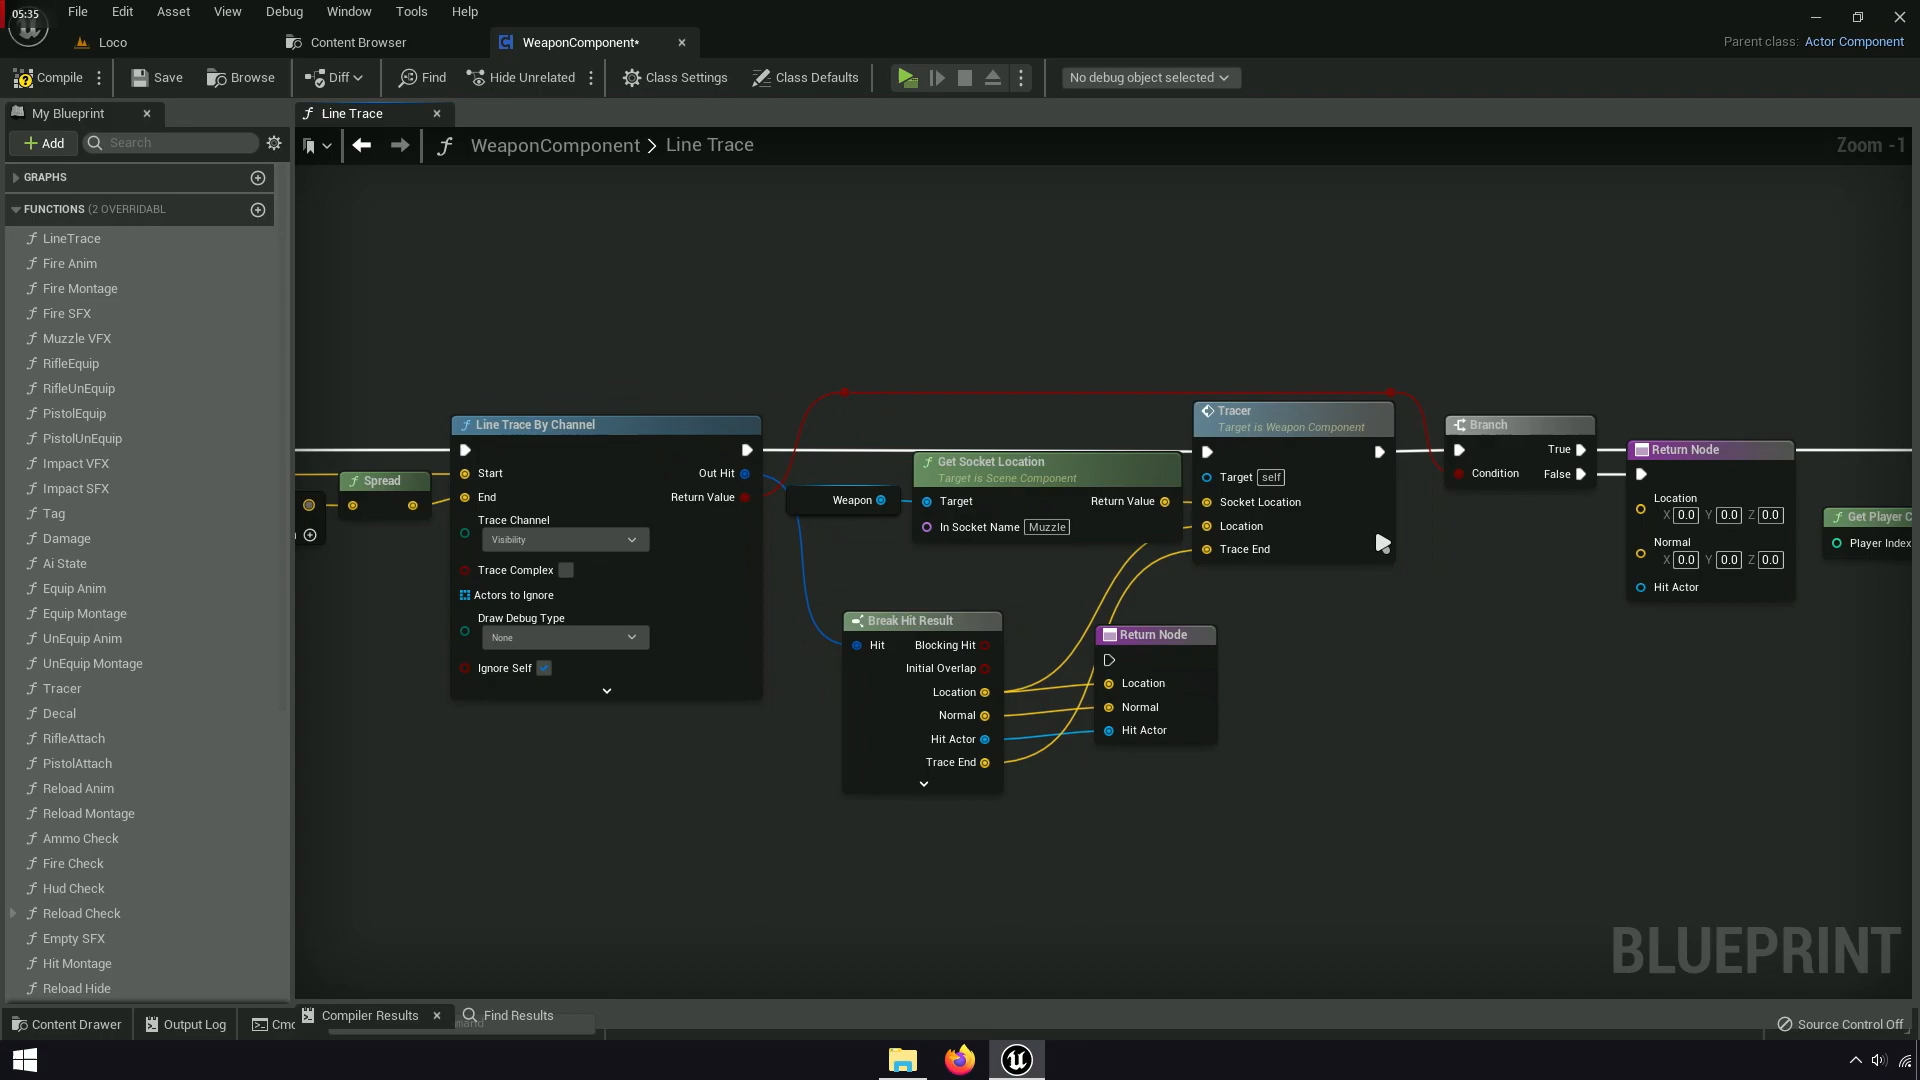 05:35
File Edit Asset View Debug Window Tools Help
Loco Content Browser WeaponComponent*
Parent class: Actor Component
Compile Save Browse Diff Find Hide Unrelated Class Settings Class Defaults No debug object selected
My Blueprint
Line Trace
Add Search
WeaponComponent > Line Trace
Zoom -1
GRAPHS
FUNCTIONS (2 OVERRIDABL
LineTrace
Fire Anim
Fire Montage
Fire SFX
Muzzle VFX
RifleEquip
RifleUnEquip
PistolEquip
PistolUnEquip
Impact VFX
Impact SFX
Tag
Damage
Ai State
Equip Anim
Equip Montage
UnEquip Anim
UnEquip Montage
Tracer
Decal
RifleAttach
PistolAttach
Reload Anim
Reload Montage
Ammo Check
Fire Check
Hud Check
Reload Check
Empty SFX
Hit Montage
Reload Hide
Spread
Line Trace By Channel
Start
End
Out Hit
Return Value
Trace Channel
Visibility
Trace Complex
Actors to Ignore
Draw Debug Type
None
Ignore Self
Weapon
Get Socket Location
Target is Scene Component
Target
Return Value
In Socket Name Muzzle
Break Hit Result
Hit
Blocking Hit
Initial Overlap
Location
Normal
Hit Actor
Trace End
Return Node
Location
Normal
Hit Actor
Tracer
Target is Weapon Component
Target self
Socket Location
Location
Trace End
Branch
True
Condition
False
Return Node
Location
X 0.0 Y 0.0 Z 0.0
Normal
X 0.0 Y 0.0 Z 0.0
Hit Actor
Get Player C
Player Index
BLUEPRINT
Compiler Results Find Results
Content Drawer Output Log Source Control Off